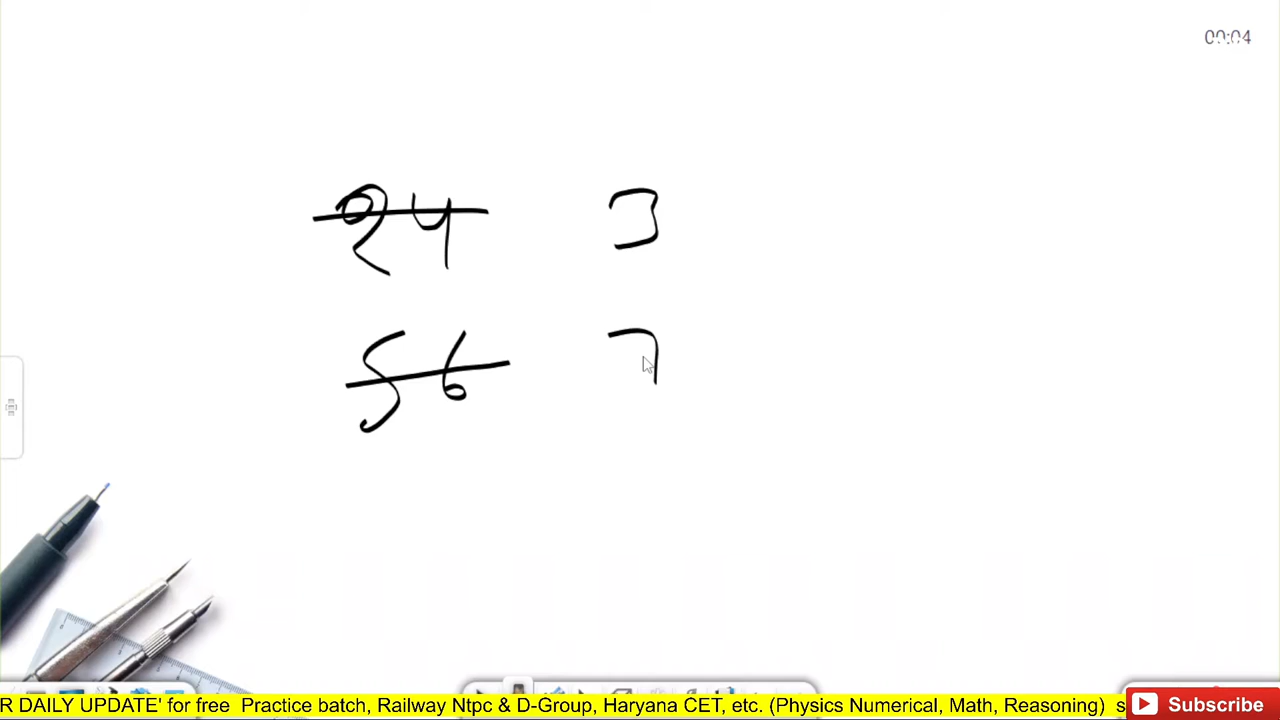 00:04
24 3
56 7
R DAILY UPDATE' for free Practice batch, Railway Ntpc & D-Group, Haryana CET, etc. (Physics Numerical, Math, Reasoning) s
Subscribe